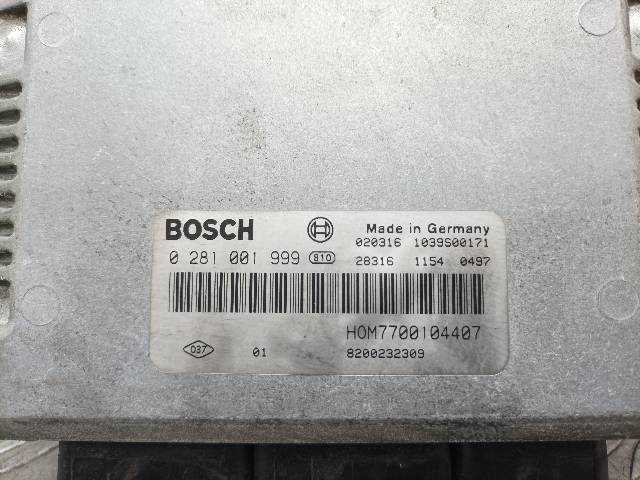 BOSCH Made in Germany
020316 1039S00171
0 281 001 999 810 28316 1154 0497
HOM7700104407
037 01 8200232309